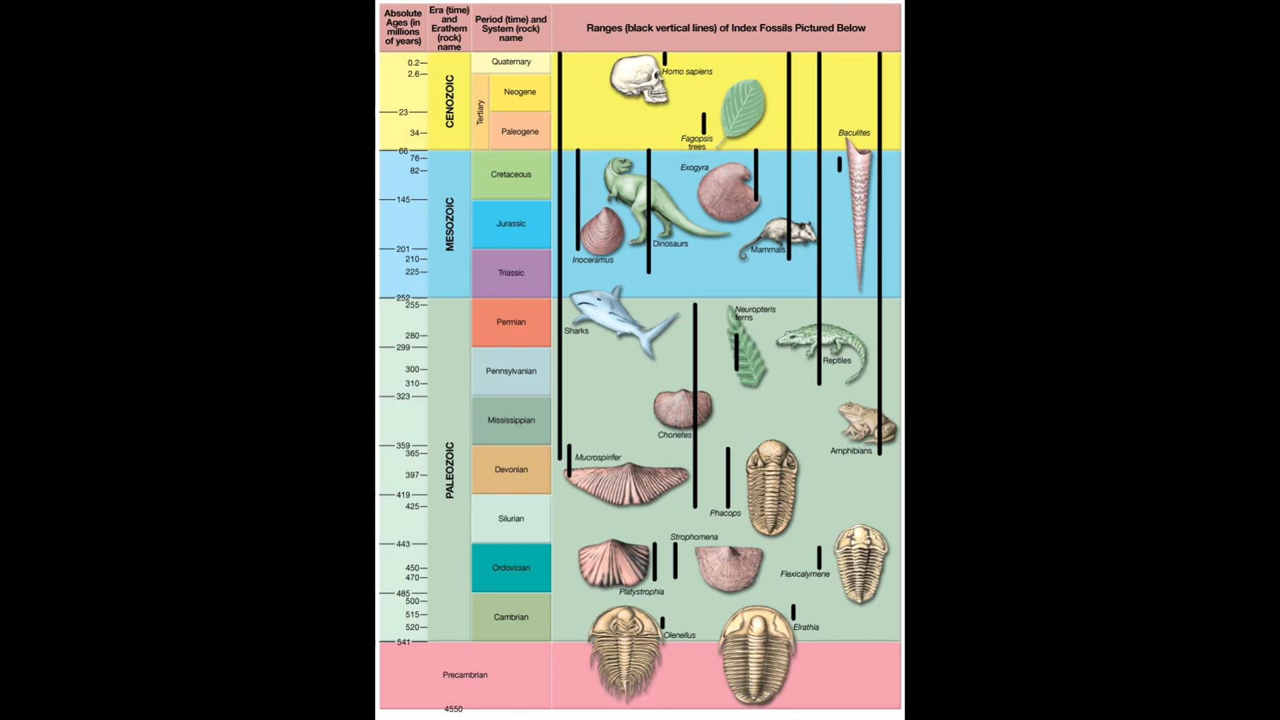 Absolute
Ages (in
millions
of years)
Era (time)
and
Erathem
(rock)
name
Period (time) and
System (rock)
name
Ranges (black vertical lines) of Index Fossils Pictured Below
0.2
2.6
23
34
66
76
82
145
201
210
225
252
255
280
299
300
310
323
359
365
397
419
425
443
450
470
485
500
515
520
541
4550
CENOZOIC
MESOZOIC
PALEOZOIC
Precambrian
Quaternary
Tertiary
Neogene
Paleogene
Cretaceous
Jurassic
Triassic
Permian
Pennsylvanian
Mississippian
Devonian
Silurian
Ordovician
Cambrian
Homo sapiens
Fagopsis
trees
Baculites
Exogyra
Dinosaurs
Mammals
Inoceramus
Sharks
Neuropteris
ferns
Reptiles
Chonetes
Amphibians
Mucrospirifer
Phacops
Strophomena
Flexicalymene
Platystrophia
Elrathia
Olenellus